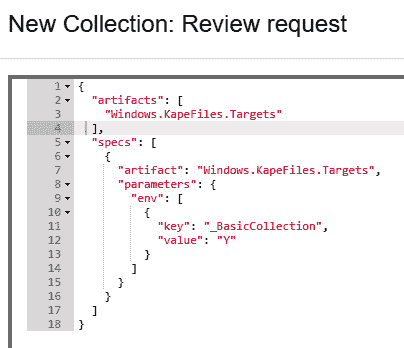 New Collection: Review request
1 {
2 "artifacts": [
3 "Windows.KapeFiles.Targets"
4 ],
5 "specs": [
6 {
7 "artifact": "Windows.KapeFiles.Targets",
8 "parameters": {
9 "env": [
10 {
11 "key": "_BasicCollection",
12 "value": "Y"
13 }
14 ]
15 }
16 }
17 ]
18 }